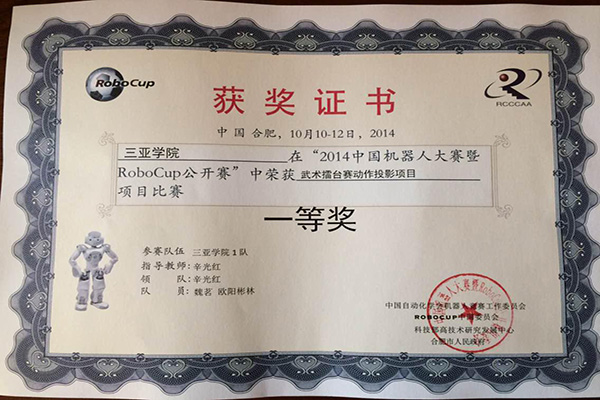 RoboCup
RCCCAA
获奖证书
中国 合肥，10月10-12日，2014
三亚学院 在“2014中国机器人大赛暨
RoboCup公开赛”中荣获 武术擂台赛动作投影项目
项目比赛
一等奖
参赛队伍 三亚学院1队
指导教师：辛光红
领 队：辛光红
队 员：魏茗 欧阳彬林
中国自动化学会机器人竞赛工作委员会
ROBOCUP中国委员会
科技部高技术研究发展中心
合肥市人民政府